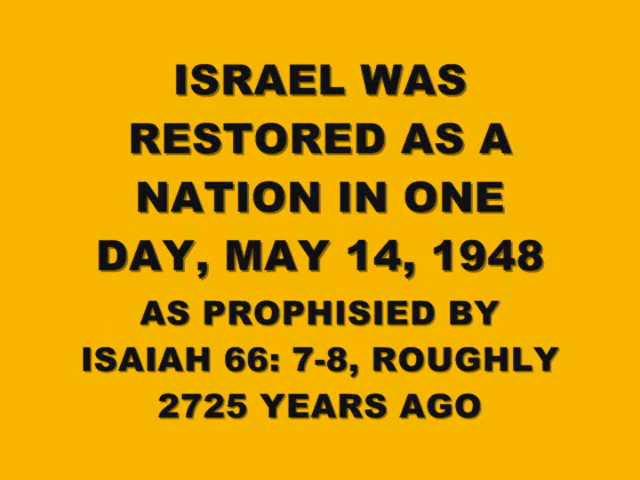 ISRAEL WAS
RESTORED AS A
NATION IN ONE
DAY, MAY 14, 1948
AS PROPHISIED BY
ISAIAH 66: 7-8, ROUGHLY
2725 YEARS AGO